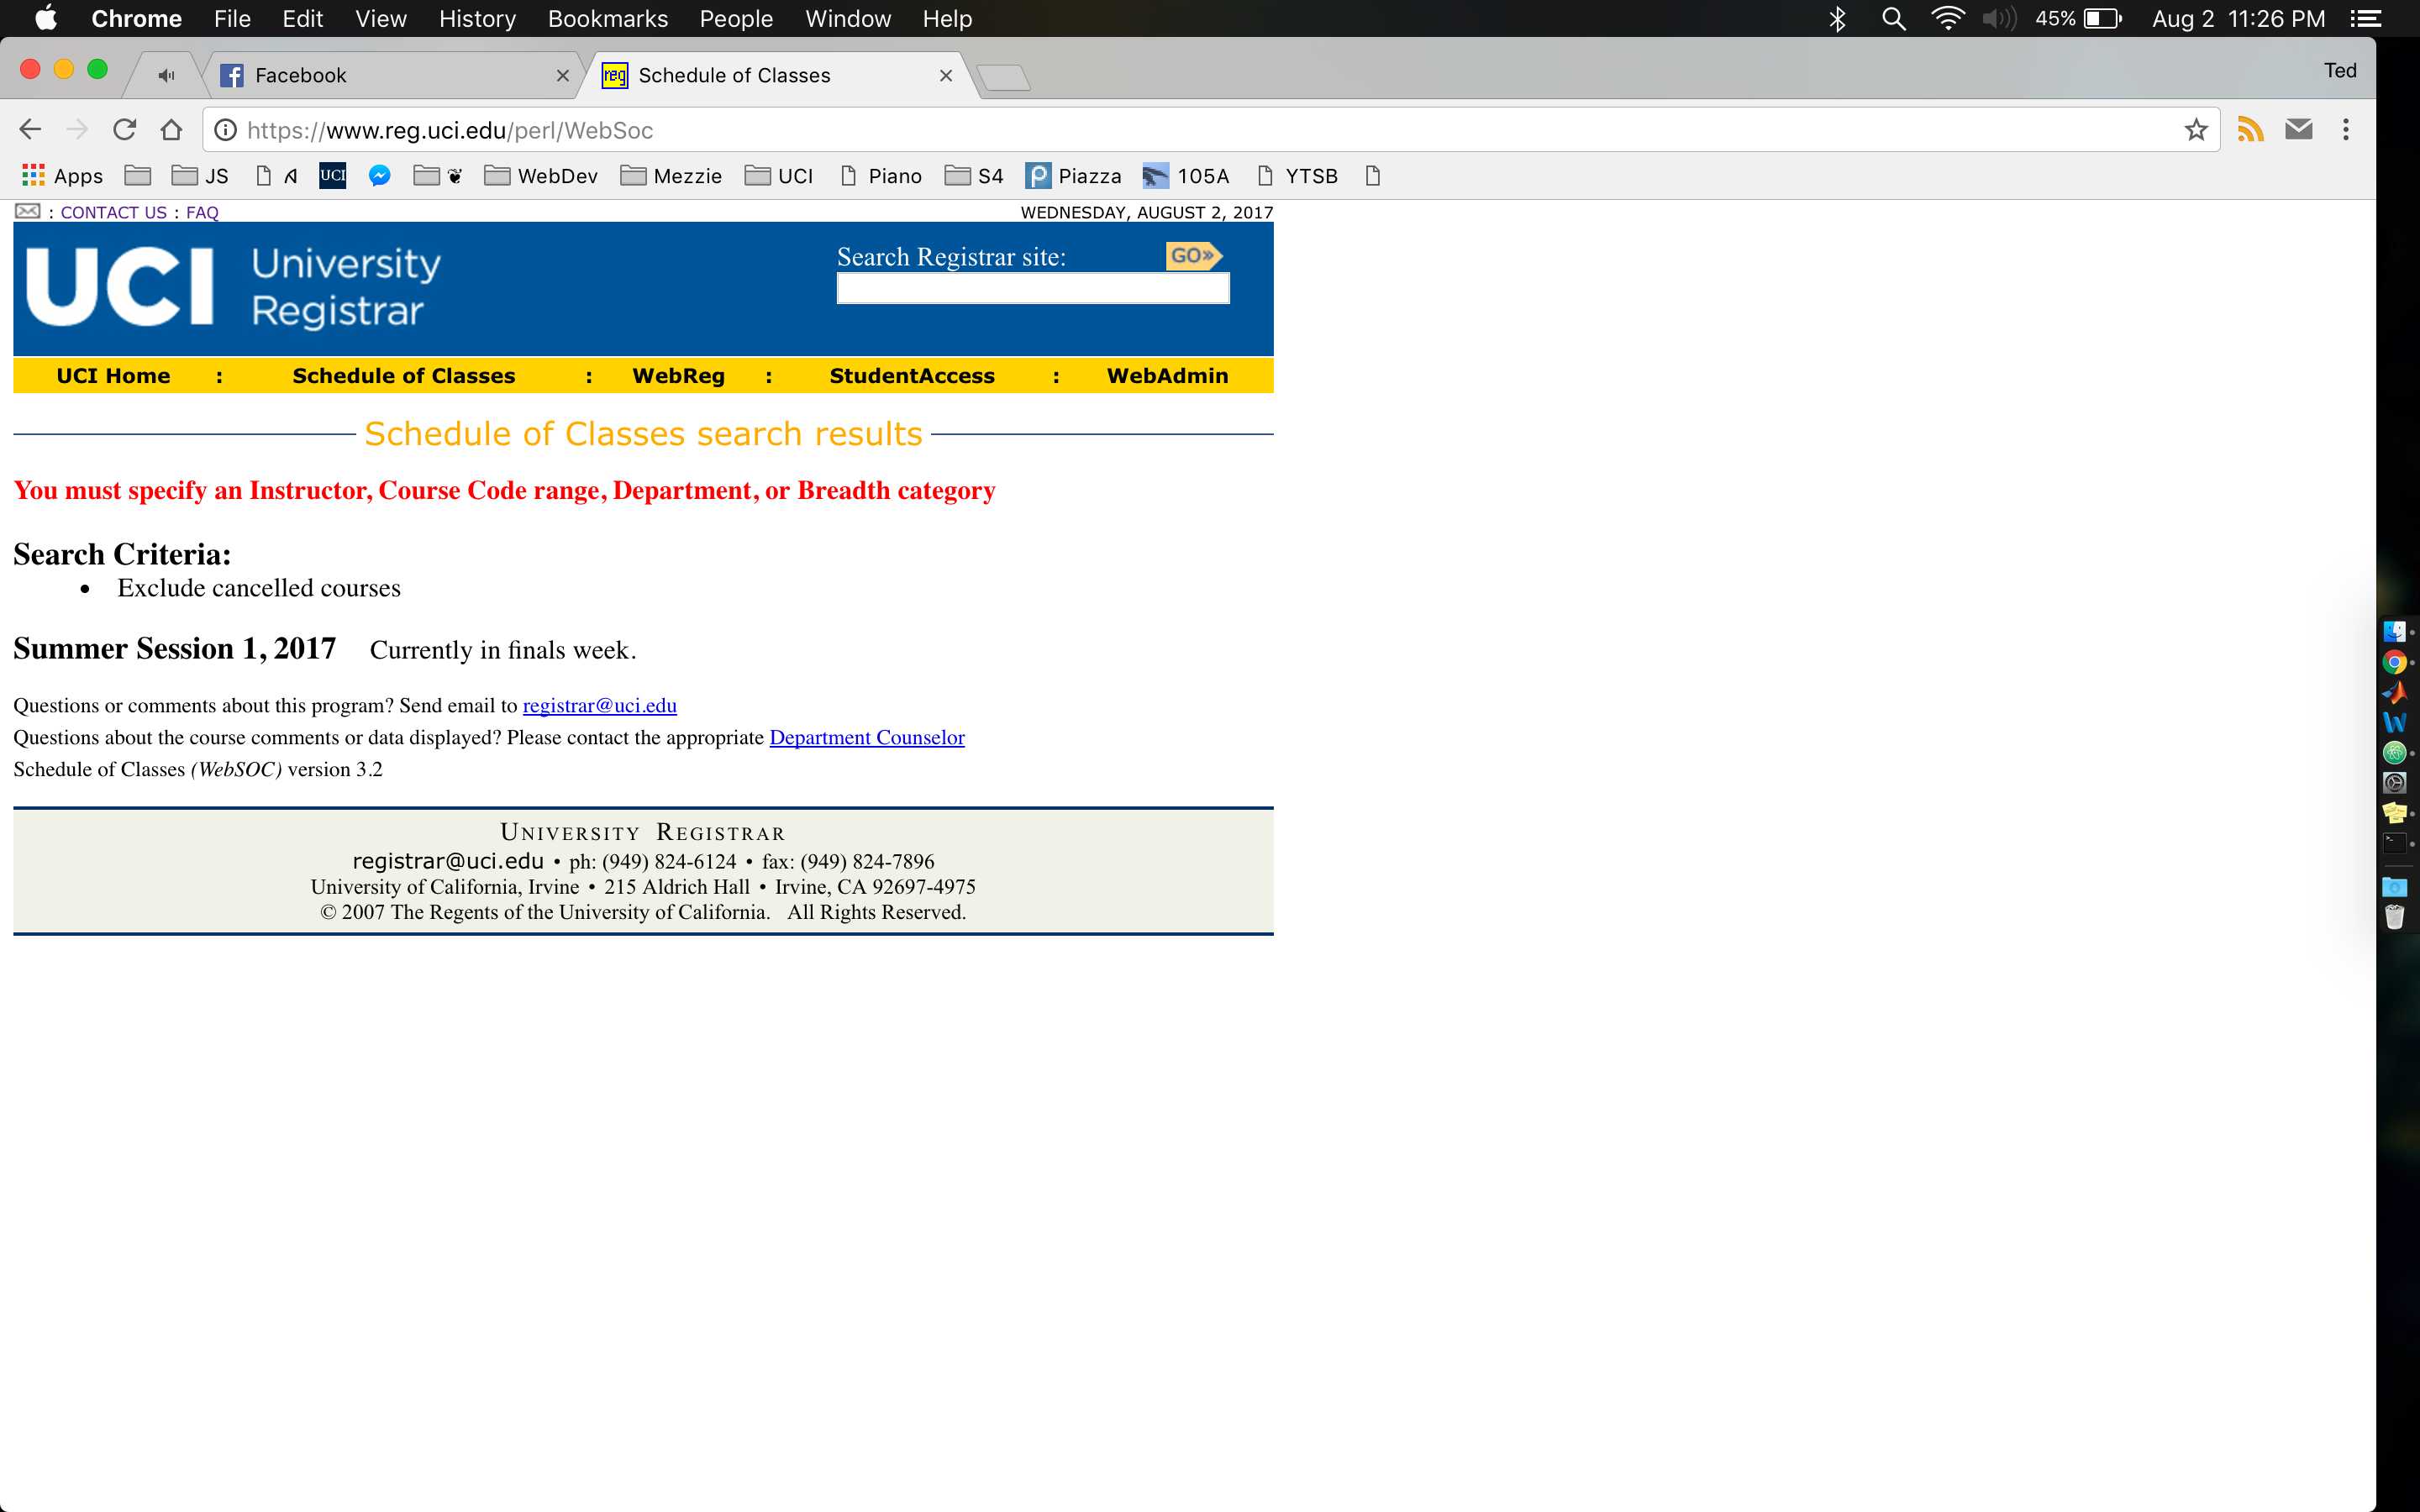 Chrome File Edit View History Bookmarks People Window Help 45% Aug 2 11:26 PM
Facebook Schedule of Classes Ted
https://www.reg.uci.edu/perl/WebSoc
Apps JS UCI WebDev Mezzie UCI Piano S4 Piazza 105A YTSB
: CONTACT US : FAQ WEDNESDAY, AUGUST 2, 2017
UCI University Registrar
Search Registrar site: GO»
UCI Home : Schedule of Classes : WebReg : StudentAccess : WebAdmin
Schedule of Classes search results
You must specify an Instructor, Course Code range, Department, or Breadth category
Search Criteria:
• Exclude cancelled courses
Summer Session 1, 2017 Currently in finals week.
Questions or comments about this program? Send email to registrar@uci.edu
Questions about the course comments or data displayed? Please contact the appropriate Department Counselor
Schedule of Classes (WebSOC) version 3.2
University Registrar
registrar@uci.edu • ph: (949) 824-6124 • fax: (949) 824-7896
University of California, Irvine • 215 Aldrich Hall • Irvine, CA 92697-4975
© 2007 The Regents of the University of California. All Rights Reserved.